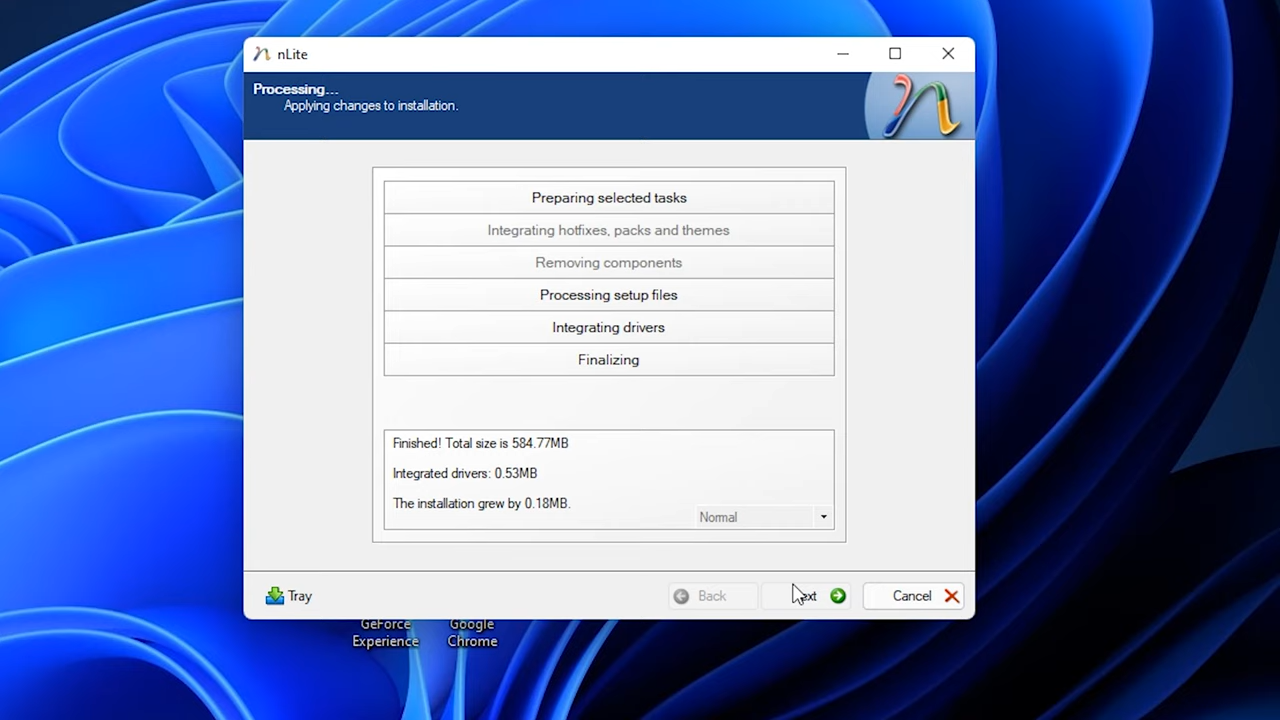 nLite
Processing...
Applying changes to installation.
Preparing selected tasks
Integrating hotfixes, packs and themes
Removing components
Processing setup files
Integrating drivers
Finalizing
Finished! Total size is 584.77MB
Integrated drivers: 0.53MB
The installation grew by 0.18MB.
Normal
Tray
Back
Cancel
GeForce
Experience
Google
Chrome